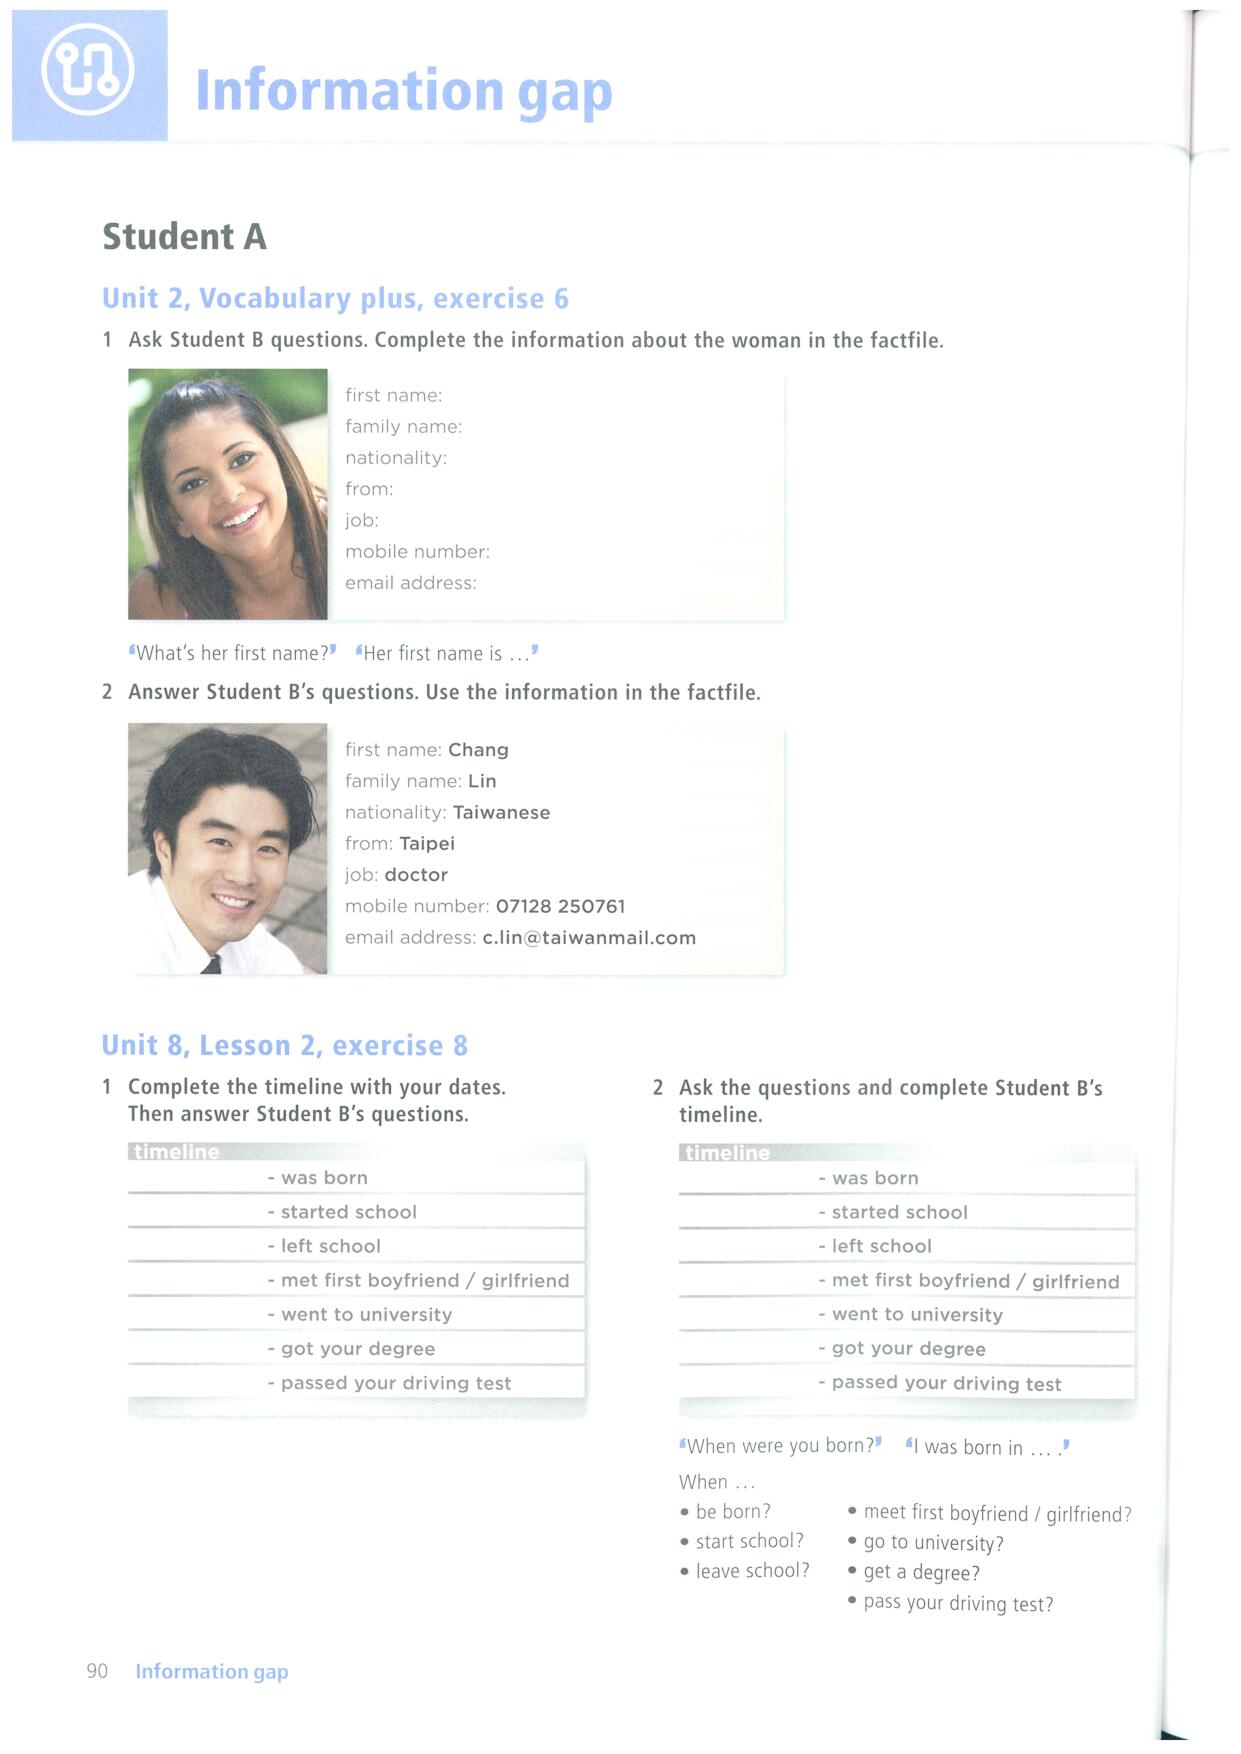 Information gap
Student A
Unit 2, Vocabulary plus, exercise 6
1 Ask Student B questions. Complete the information about the woman in the factfile.
first name:
family name:
nationality:
from:
job:
mobile number:
email address:
‘What's her first name?’ ‘Her first name is ...’
2 Answer Student B's questions. Use the information in the factfile.
first name: Chang
family name: Lin
nationality: Taiwanese
from: Taipei
job: doctor
mobile number: 07128 250761
email address: c.lin@taiwanmail.com
Unit 8, Lesson 2, exercise 8
1 Complete the timeline with your dates.
Then answer Student B's questions.
timeline
- was born
- started school
- left school
- met first boyfriend / girlfriend
- went to university
- got your degree
- passed your driving test
2 Ask the questions and complete Student B's
timeline.
timeline
- was born
- started school
- left school
- met first boyfriend / girlfriend
- went to university
- got your degree
- passed your driving test
‘When were you born?’ ‘I was born in ... .’
When ...
• be born?
• start school?
• leave school?
• meet first boyfriend / girlfriend?
• go to university?
• get a degree?
• pass your driving test?
90 Information gap